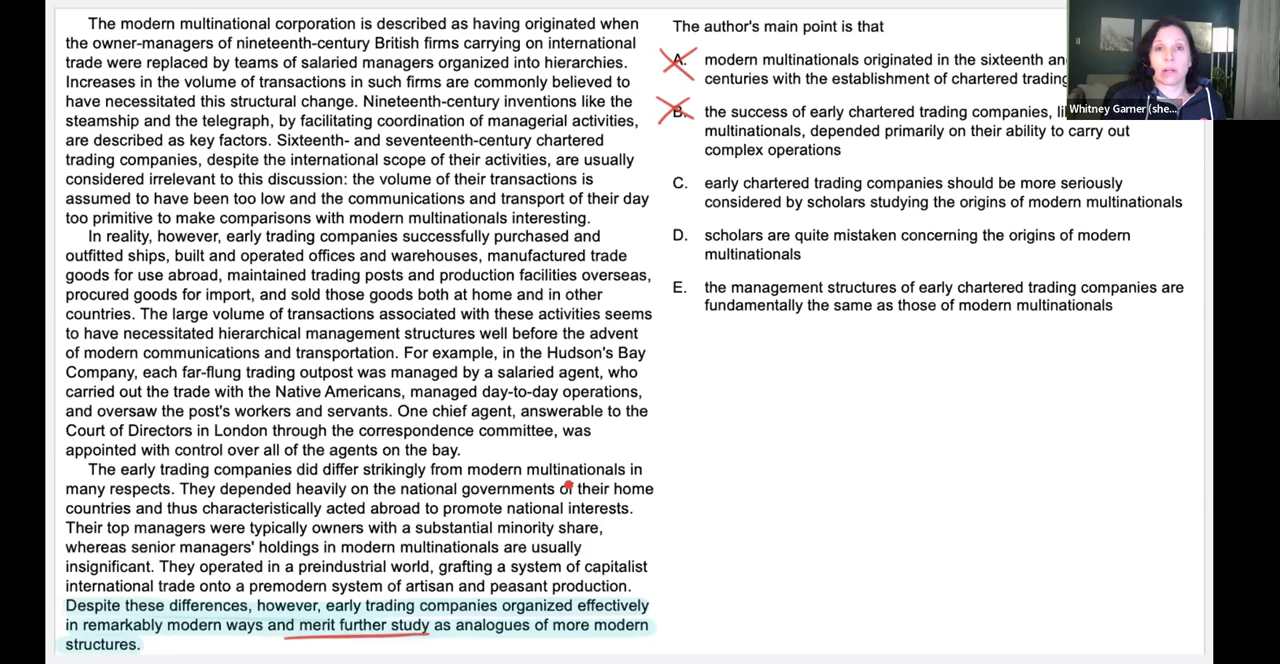 The modern multinational corporation is described as having originated when
the owner-managers of nineteenth-century British firms carrying on international
trade were replaced by teams of salaried managers organized into hierarchies.
Increases in the volume of transactions in such firms are commonly believed to
have necessitated this structural change. Nineteenth-century inventions like the
steamship and the telegraph, by facilitating coordination of managerial activities,
are described as key factors. Sixteenth- and seventeenth-century chartered
trading companies, despite the international scope of their activities, are usually
considered irrelevant to this discussion: the volume of their transactions is
assumed to have been too low and the communications and transport of their day
too primitive to make comparisons with modern multinationals interesting.
In reality, however, early trading companies successfully purchased and
outfitted ships, built and operated offices and warehouses, manufactured trade
goods for use abroad, maintained trading posts and production facilities overseas,
procured goods for import, and sold those goods both at home and in other
countries. The large volume of transactions associated with these activities seems
to have necessitated hierarchical management structures well before the advent
of modern communications and transportation. For example, in the Hudson's Bay
Company, each far-flung trading outpost was managed by a salaried agent, who
carried out the trade with the Native Americans, managed day-to-day operations,
and oversaw the post's workers and servants. One chief agent, answerable to the
Court of Directors in London through the correspondence committee, was
appointed with control over all of the agents on the bay.
The early trading companies did differ strikingly from modern multinationals in
many respects. They depended heavily on the national governments of their home
countries and thus characteristically acted abroad to promote national interests.
Their top managers were typically owners with a substantial minority share,
whereas senior managers' holdings in modern multinationals are usually
insignificant. They operated in a preindustrial world, grafting a system of capitalist
international trade onto a premodern system of artisan and peasant production.
Despite these differences, however, early trading companies organized effectively
in remarkably modern ways and merit further study as analogues of more modern
structures.
The author's main point is that
A. modern multinationals originated in the sixteenth an
centuries with the establishment of chartered trading
B. the success of early chartered trading companies, li
multinationals, depended primarily on their ability to carry out
complex operations
C. early chartered trading companies should be more seriously
considered by scholars studying the origins of modern multinationals
D. scholars are quite mistaken concerning the origins of modern
multinationals
E. the management structures of early chartered trading companies are
fundamentally the same as those of modern multinationals
Whitney Garner (she...